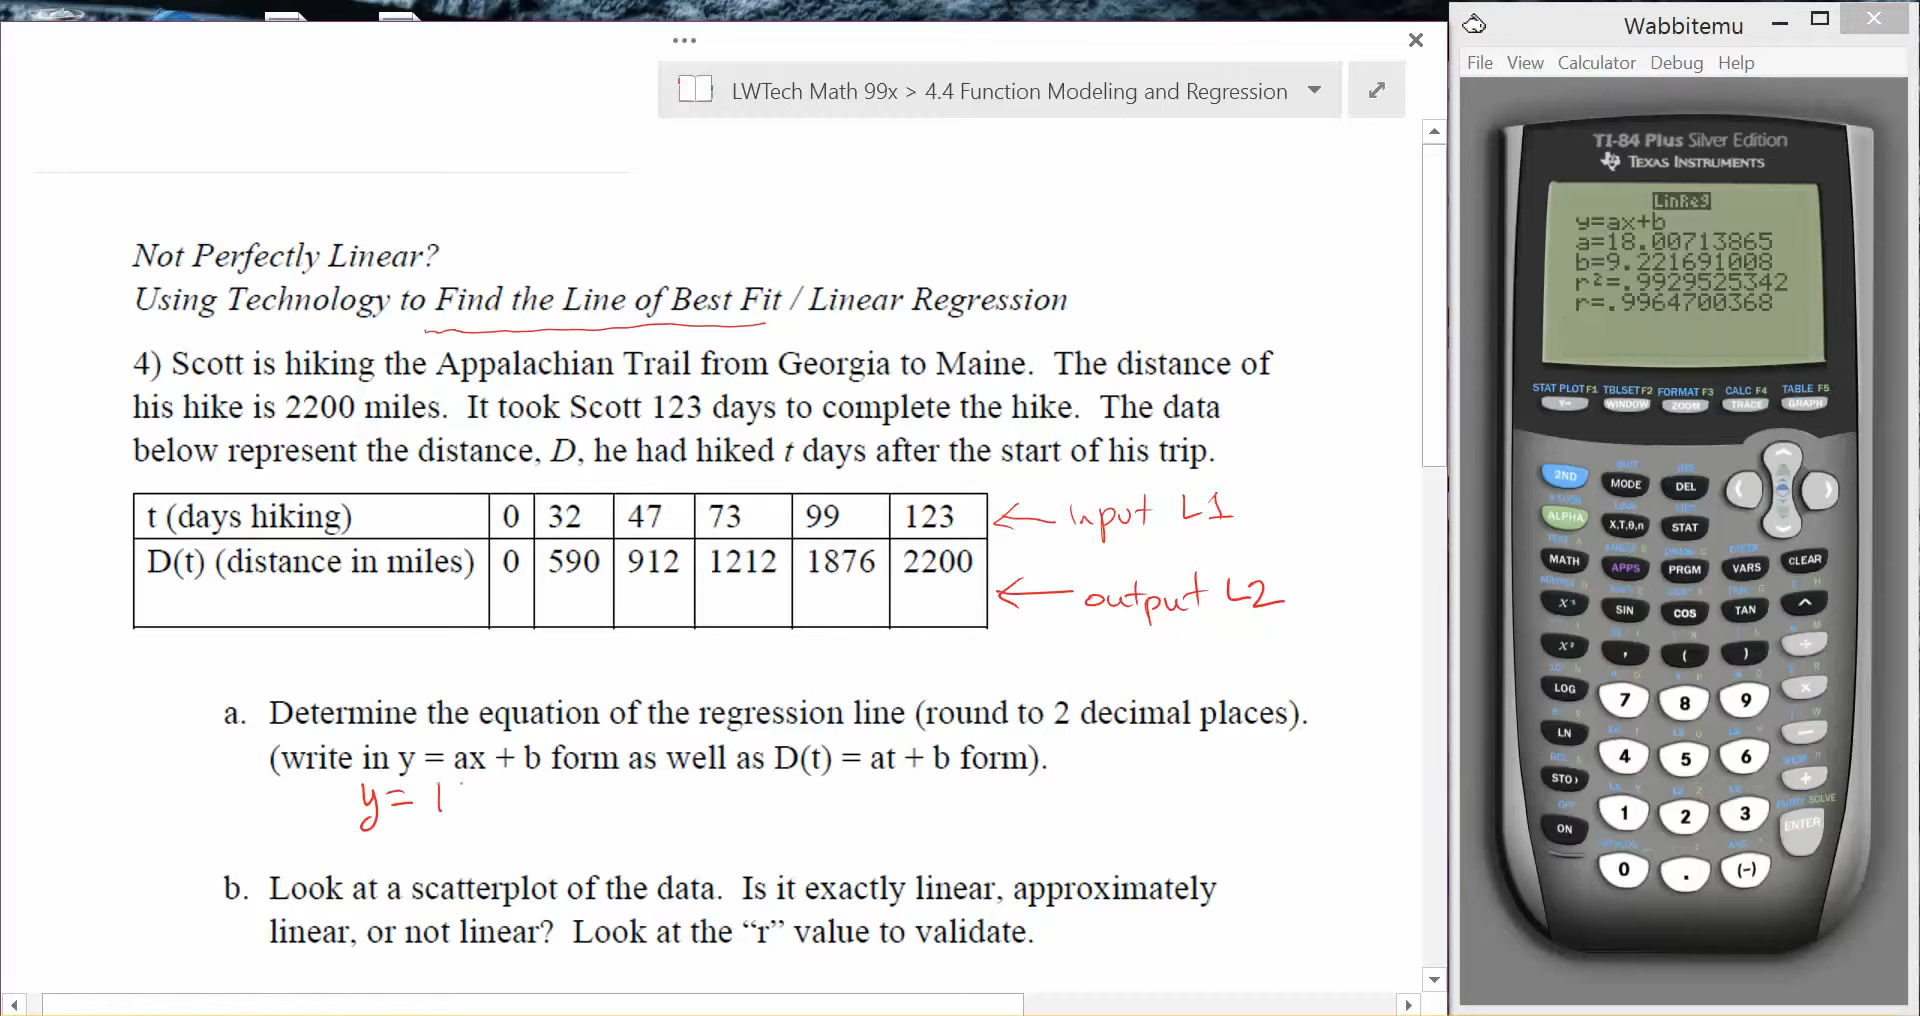 Wabbitemu
File View Calculator Debug Help
LWTech Math 99x > 4.4 Function Modeling and Regression
Not Perfectly Linear?
Using Technology to Find the Line of Best Fit / Linear Regression
4) Scott is hiking the Appalachian Trail from Georgia to Maine. The distance of
his hike is 2200 miles. It took Scott 123 days to complete the hike. The data
below represent the distance, D, he had hiked t days after the start of his trip.
t (days hiking) 0 32 47 73 99 123
← input L1
D(t) (distance in miles) 0 590 912 1212 1876 2200
← output L2
a. Determine the equation of the regression line (round to 2 decimal places).
(write in y = ax + b form as well as D(t) = at + b form).
y = 1
b. Look at a scatterplot of the data. Is it exactly linear, approximately
linear, or not linear? Look at the “r” value to validate.
TI-84 Plus Silver Edition
TEXAS INSTRUMENTS
LinReg
y=ax+b
a=18.00713865
b=9.221691008
r²=.9929525342
r=.9964700368
STAT PLOT F1 TBLSET F2 FORMAT F3 CALC F4 TABLE F5
Y= WINDOW ZOOM TRACE GRAPH
2ND MODE DEL
ALPHA X,T,θ,n STAT
MATH APPS PRGM VARS CLEAR
X⁻¹ SIN COS TAN ^
X² , ( ) ÷
LOG 7 8 9 ×
LN 4 5 6 −
STO› 1 2 3 +
ON 0 . (-) ENTER